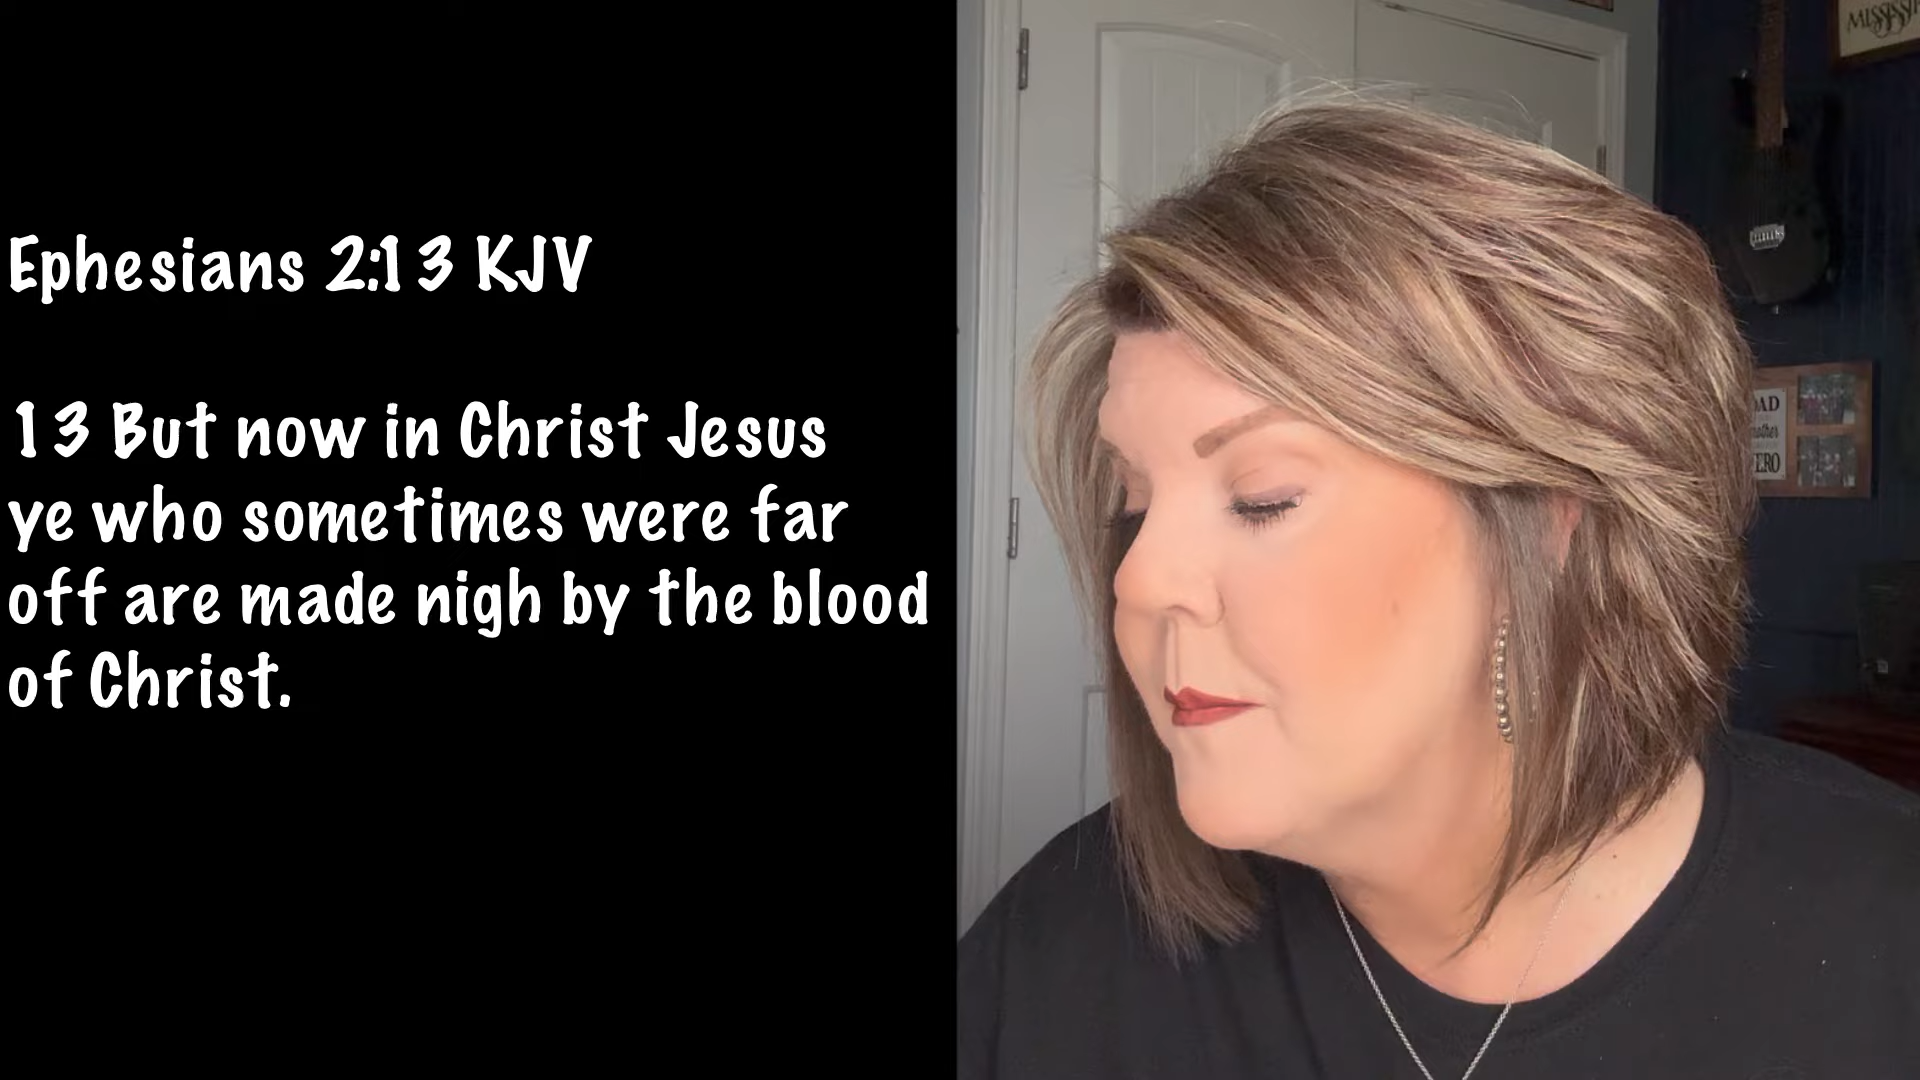 Ephesians 2:13 KJV
13 But now in Christ Jesus
ye who sometimes were far
off are made nigh by the blood
of Christ.